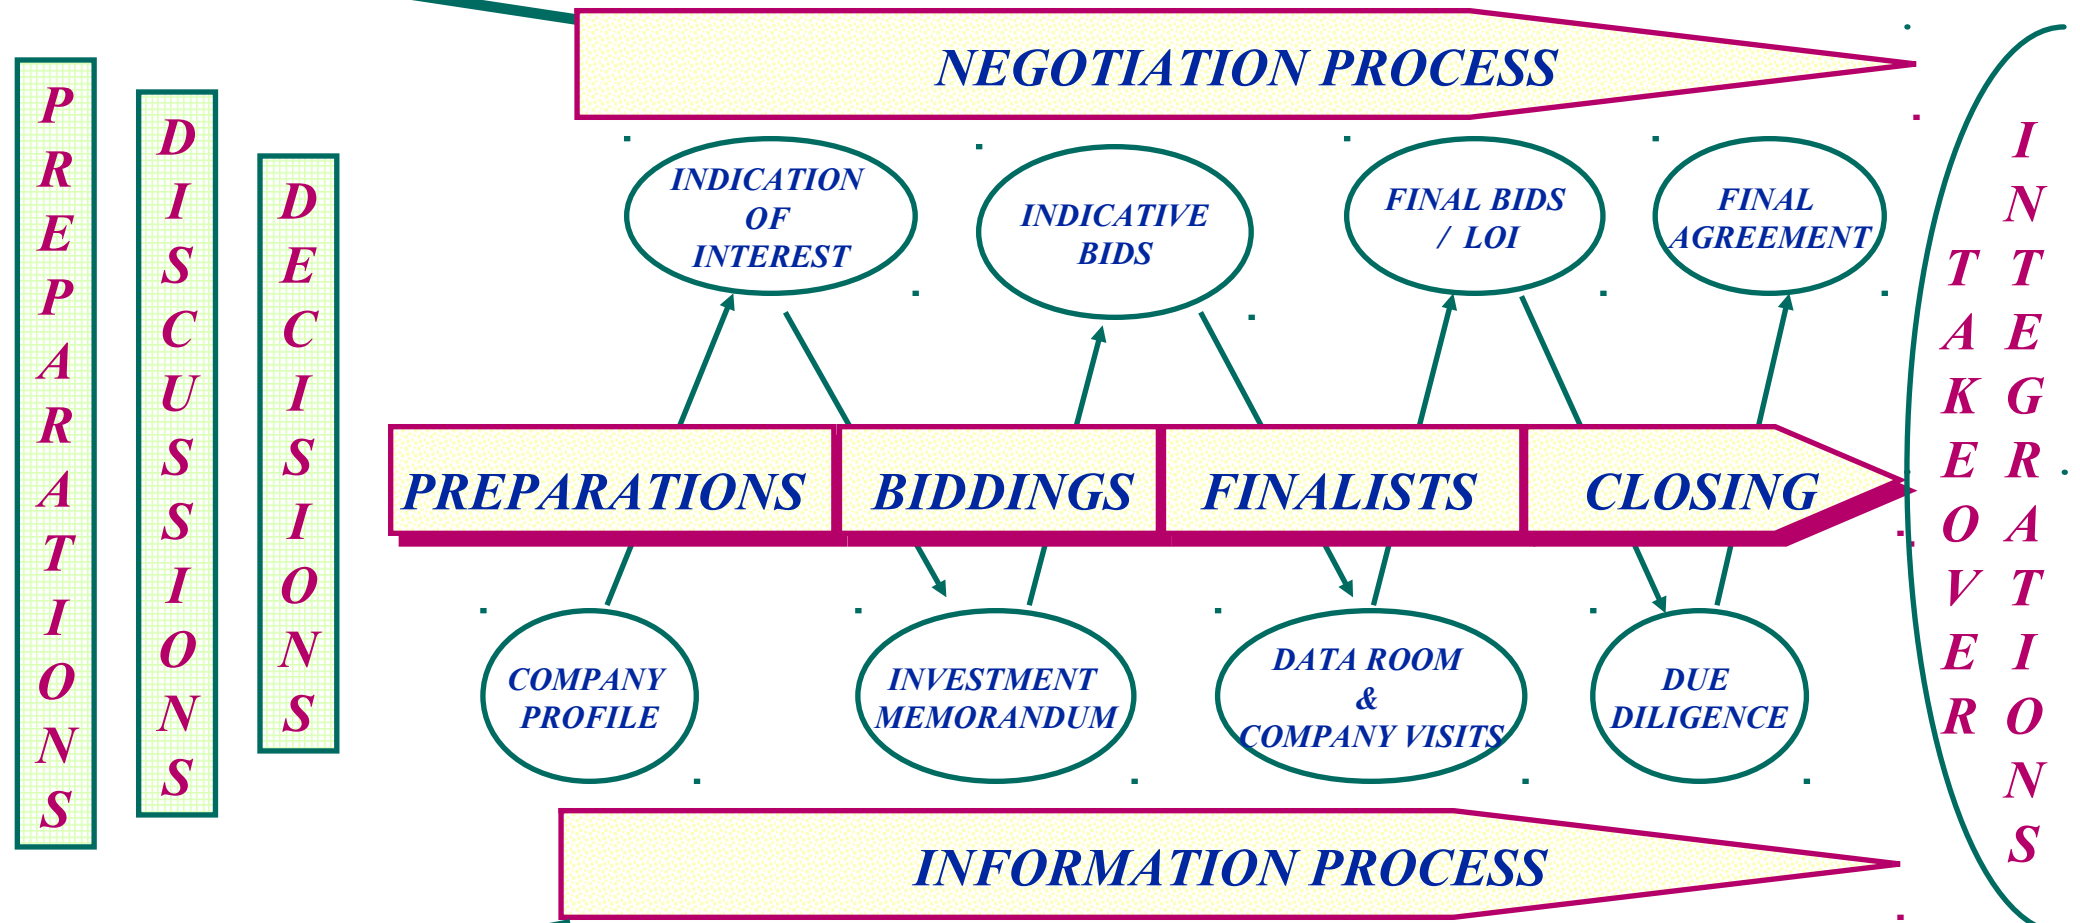 PREPARATIONS
DISCUSSIONS
DECISIONS
NEGOTIATION PROCESS
INDICATION
OF
INTEREST
INDICATIVE
BIDS
FINAL BIDS
/ LOI
FINAL
AGREEMENT
PREPARATIONS
BIDDINGS
FINALISTS
CLOSING
COMPANY
PROFILE
INVESTMENT
MEMORANDUM
DATA ROOM
&
COMPANY VISITS
DUE
DILIGENCE
INFORMATION PROCESS
TAKEOVER
INTEGRATIONS